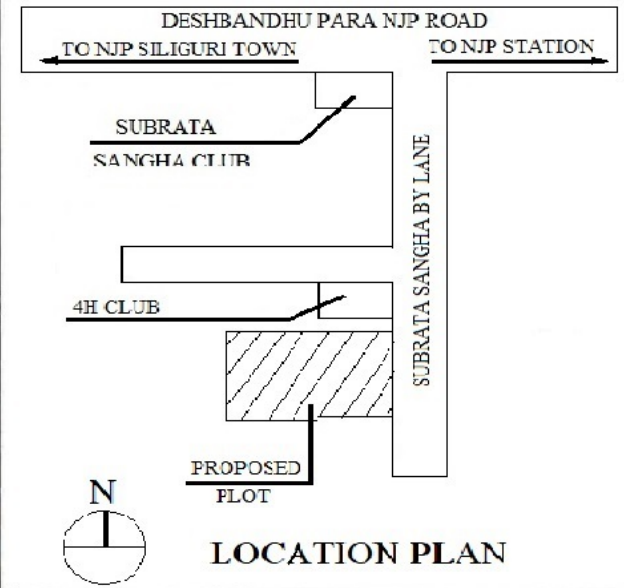 DESHBANDHU PARA NJP ROAD
TO NJP SILIGURI TOWN
TO NJP STATION
SUBRATA
SANGHA CLUB
SUBRATA SANGHA BY LANE
4H CLUB
PROPOSED
PLOT
N
LOCATION PLAN